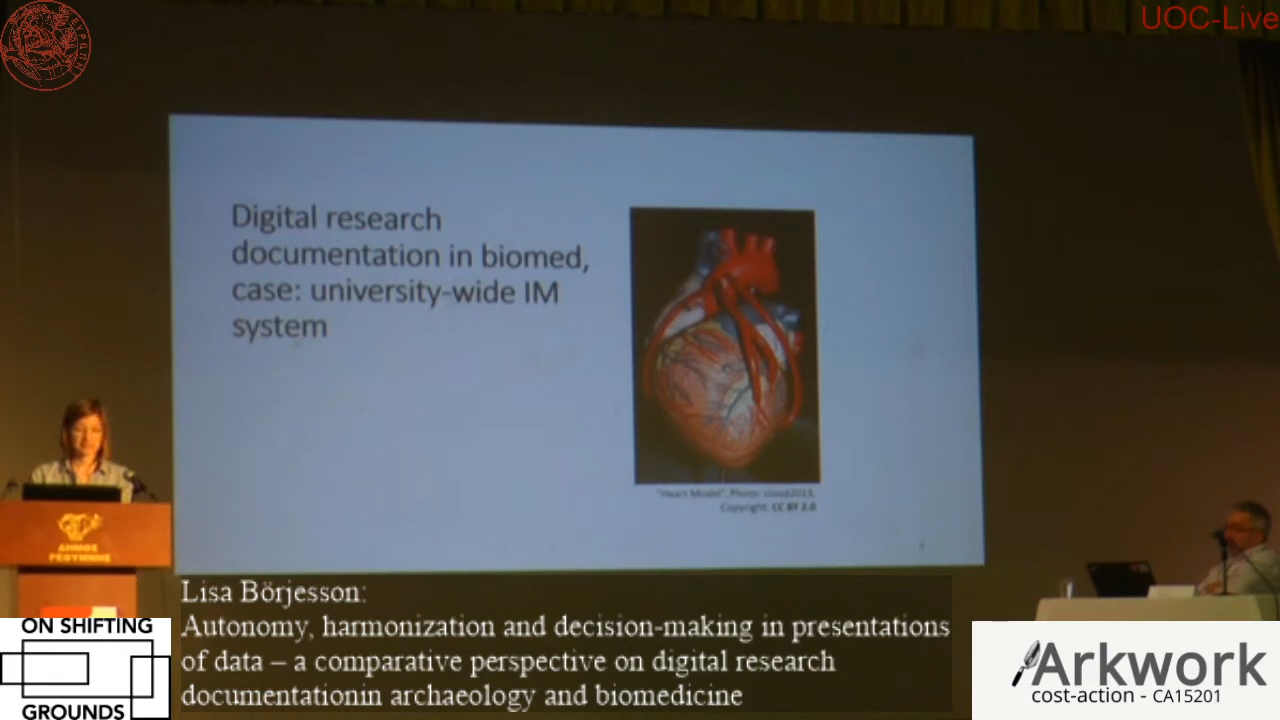 UOC-Live
Digital research
documentation in biomed,
case: university-wide IM
system
"Heart Model", Photo:
Copyright: CC BY 2.0
ΔΗΜΟΣ
ΡΕΘΥΜΝΗΣ
Lisa Börjesson:
Autonomy, harmonization and decision-making in presentations
of data – a comparative perspective on digital research
documentationin archaeology and biomedicine
ON SHIFTING
GROUNDS
Arkwork
cost-action - CA15201